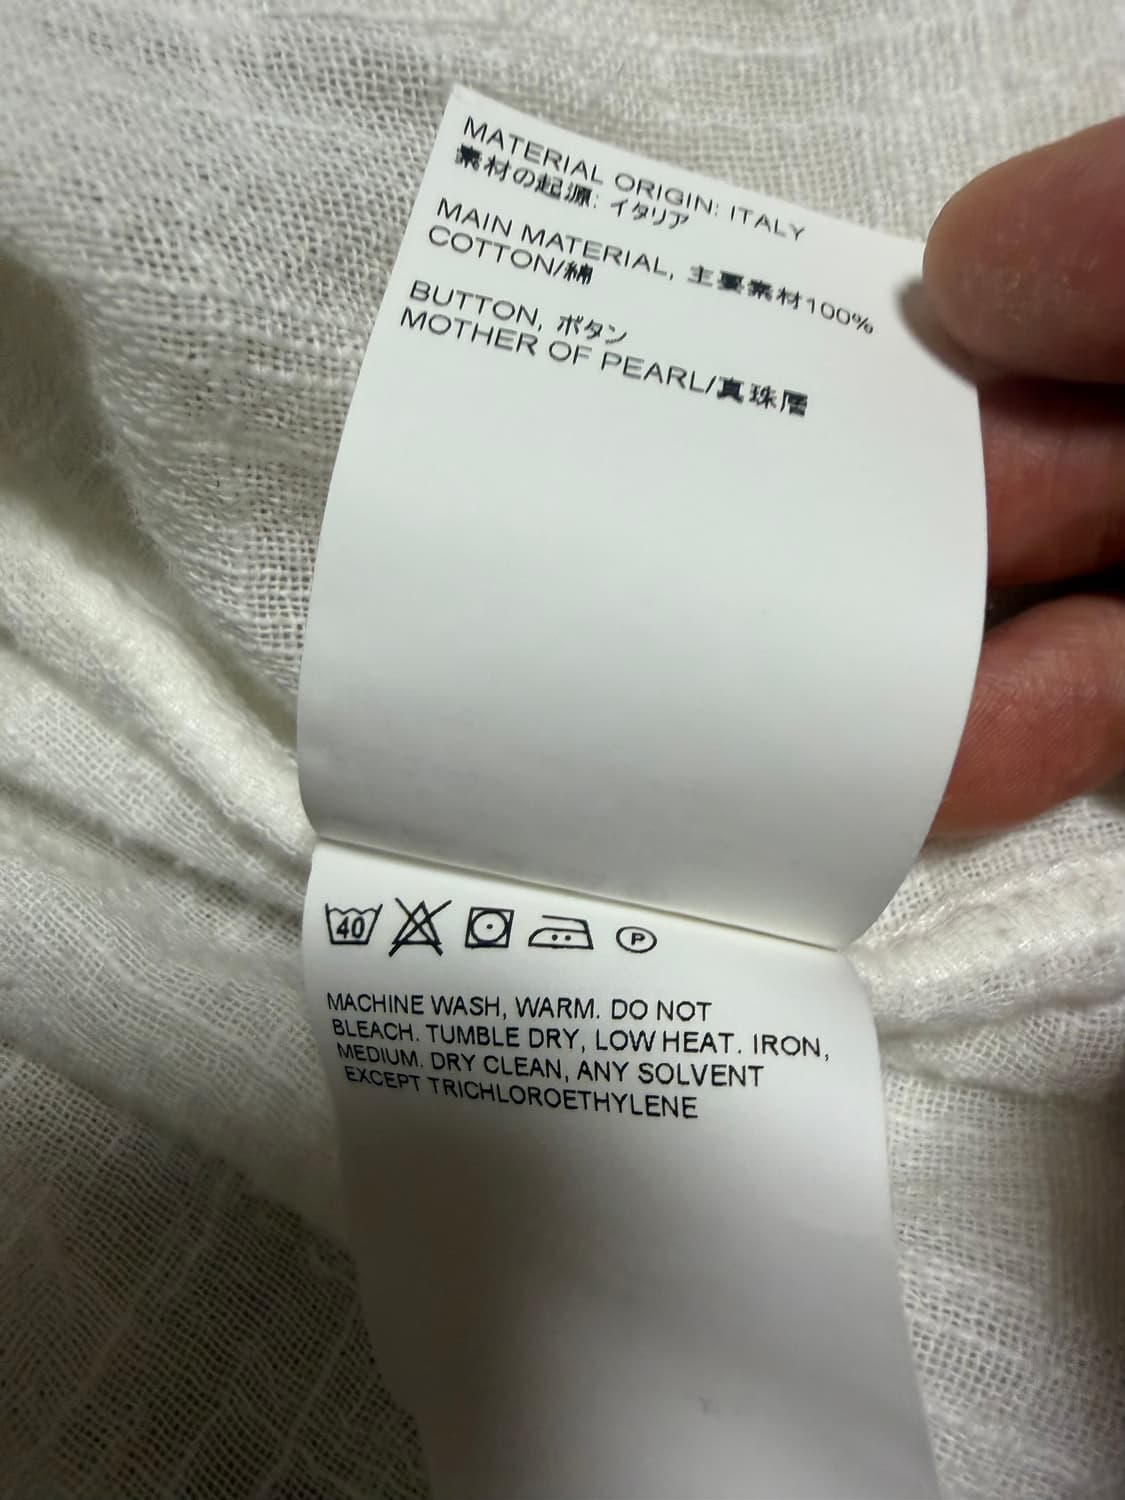 MATERIAL ORIGIN: ITALY
素材の起源: イタリア
MAIN MATERIAL, 主要素材100%
COTTON/綿
BUTTON, ボタン
MOTHER OF PEARL/真珠層
40 P
MACHINE WASH, WARM. DO NOT
BLEACH. TUMBLE DRY, LOW HEAT. IRON,
MEDIUM. DRY CLEAN, ANY SOLVENT
EXCEPT TRICHLOROETHYLENE